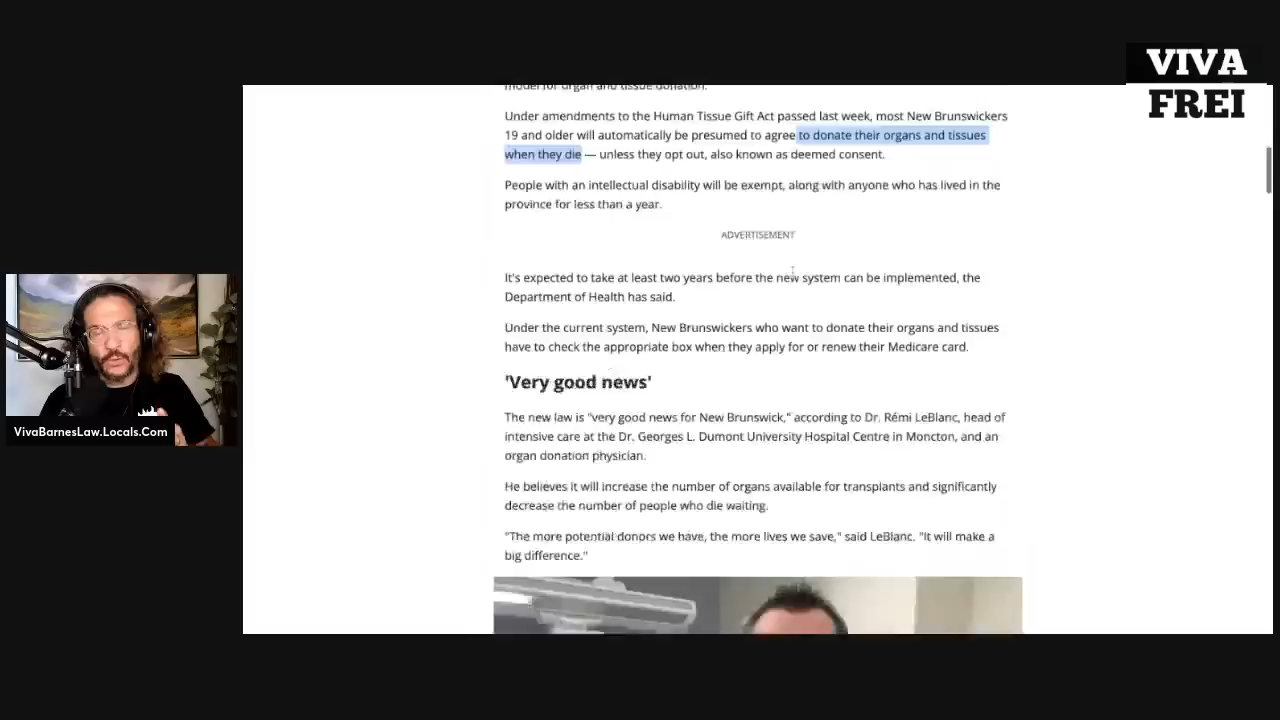 VIVA
FREI
model for organ and tissue donation.
Under amendments to the Human Tissue Gift Act passed last week, most New Brunswickers
19 and older will automatically be presumed to agree to donate their organs and tissues
when they die — unless they opt out, also known as deemed consent.
People with an intellectual disability will be exempt, along with anyone who has lived in the
province for less than a year.
ADVERTISEMENT
It's expected to take at least two years before the new system can be implemented, the
Department of Health has said.
Under the current system, New Brunswickers who want to donate their organs and tissues
have to check the appropriate box when they apply for or renew their Medicare card.
'Very good news'
The new law is "very good news for New Brunswick," according to Dr. Rémi LeBlanc, head of
intensive care at the Dr. Georges L. Dumont University Hospital Centre in Moncton, and an
organ donation physician.
He believes it will increase the number of organs available for transplants and significantly
decrease the number of people who die waiting.
"The more potential donors we have, the more lives we save," said LeBlanc. "It will make a
big difference."
VivaBarnesLaw.Locals.Com